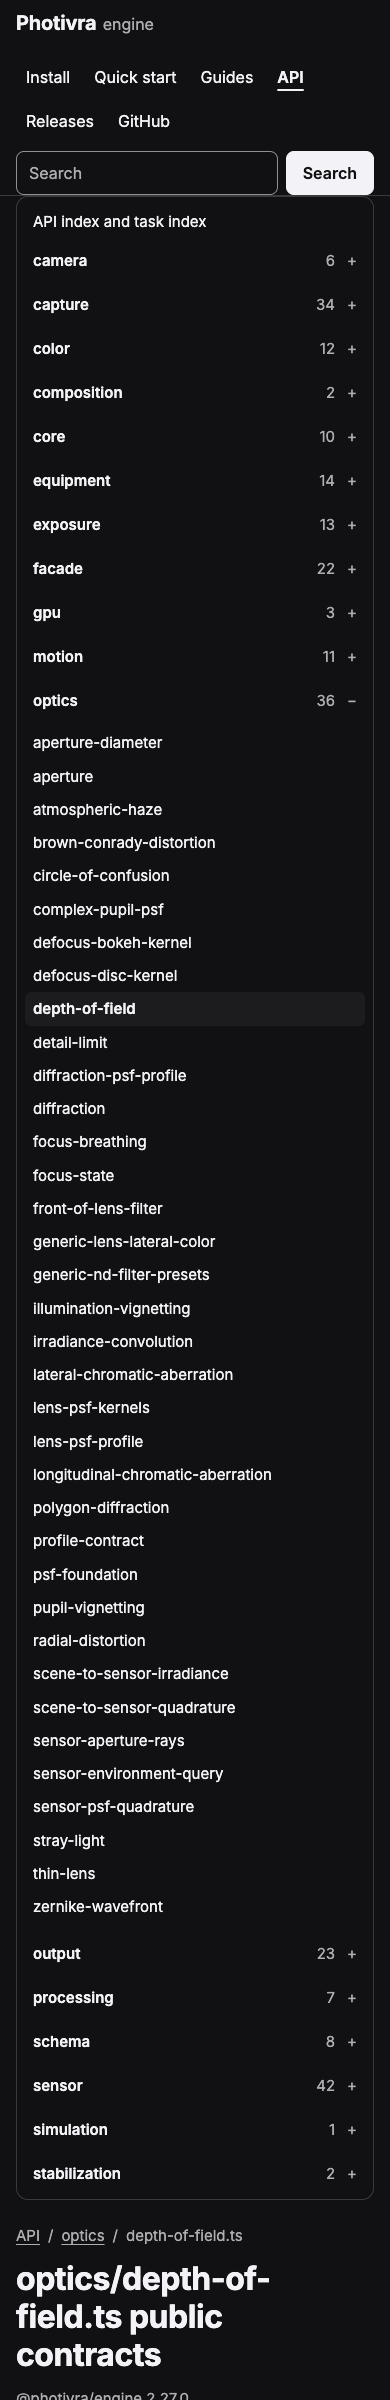 Photivra engine
Install Quick start Guides API
Releases GitHub
Search Search
API index and task index
camera 6 +
capture 34 +
color 12 +
composition 2 +
core 10 +
equipment 14 +
exposure 13 +
facade 22 +
gpu 3 +
motion 11 +
optics 36 −
aperture-diameter
aperture
atmospheric-haze
brown-conrady-distortion
circle-of-confusion
complex-pupil-psf
defocus-bokeh-kernel
defocus-disc-kernel
depth-of-field
detail-limit
diffraction-psf-profile
diffraction
focus-breathing
focus-state
front-of-lens-filter
generic-lens-lateral-color
generic-nd-filter-presets
illumination-vignetting
irradiance-convolution
lateral-chromatic-aberration
lens-psf-kernels
lens-psf-profile
longitudinal-chromatic-aberration
polygon-diffraction
profile-contract
psf-foundation
pupil-vignetting
radial-distortion
scene-to-sensor-irradiance
scene-to-sensor-quadrature
sensor-aperture-rays
sensor-environment-query
sensor-psf-quadrature
stray-light
thin-lens
zernike-wavefront
output 23 +
processing 7 +
schema 8 +
sensor 42 +
simulation 1 +
stabilization 2 +
API / optics / depth-of-field.ts
optics/depth-of-
field.ts public
contracts
@photivra/engine 2.27.0